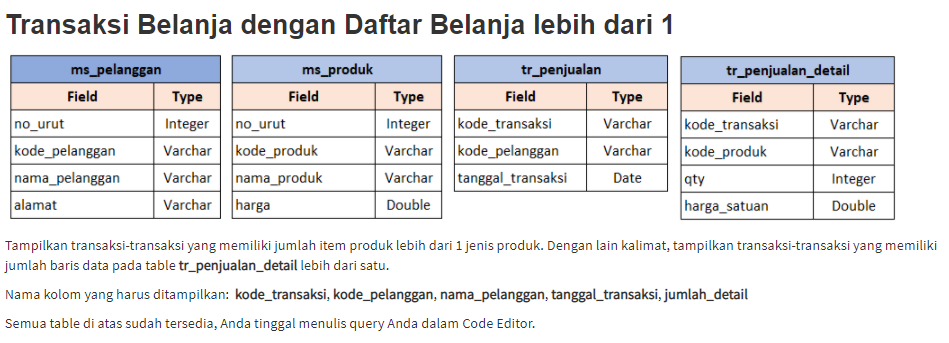 Transaksi Belanja dengan Daftar Belanja lebih dari 1
ms_pelanggan
Field Type
no_urut Integer
kode_pelanggan Varchar
nama_pelanggan Varchar
alamat Varchar
ms_produk
Field Type
no_urut Integer
kode_produk Varchar
nama_produk Varchar
harga Double
tr_penjualan
Field Type
kode_transaksi Varchar
kode_pelanggan Varchar
tanggal_transaksi Date
tr_penjualan_detail
Field Type
kode_transaksi Varchar
kode_produk Varchar
qty Integer
harga_satuan Double
Tampilkan transaksi-transaksi yang memiliki jumlah item produk lebih dari 1 jenis produk. Dengan lain kalimat, tampilkan transaksi-transaksi yang memiliki
jumlah baris data pada table tr_penjualan_detail lebih dari satu.
Nama kolom yang harus ditampilkan: kode_transaksi, kode_pelanggan, nama_pelanggan, tanggal_transaksi, jumlah_detail
Semua table di atas sudah tersedia, Anda tinggal menulis query Anda dalam Code Editor.